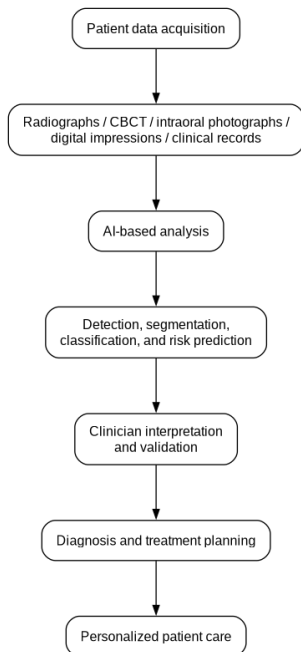 Patient data acquisition
Radiographs / CBCT / intraoral photographs /
digital impressions / clinical records
AI-based analysis
Detection, segmentation,
classification, and risk prediction
Clinician interpretation
and validation
Diagnosis and treatment planning
Personalized patient care